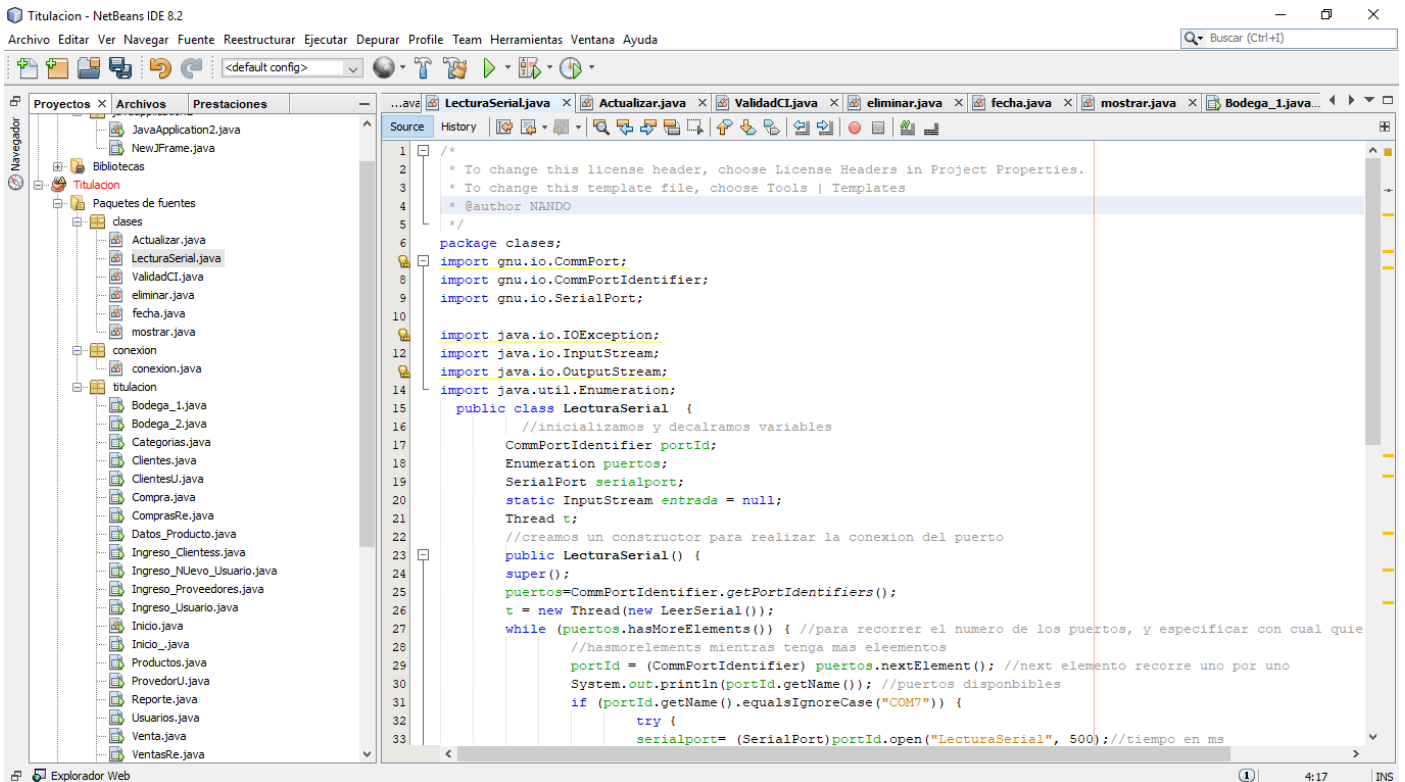 Titulacion - NetBeans IDE 8.2
Archivo Editar Ver Navegar Fuente Reestructurar Ejecutar Depurar Profile Team Herramientas Ventana Ayuda
Buscar (Ctrl+I)
<default config>
Proyectos Archivos Prestaciones
...ava LecturaSerial.java Actualizar.java ValidadCI.java eliminar.java fecha.java mostrar.java Bodega_1.java...
Source History
Navegador
JavaApplication2.java
NewJFrame.java
Bibliotecas
Titulacion
Paquetes de fuentes
clases
Actualizar.java
LecturaSerial.java
ValidadCI.java
eliminar.java
fecha.java
mostrar.java
conexion
conexion.java
titulacion
Bodega_1.java
Bodega_2.java
Categorias.java
Clientes.java
ClientesU.java
Compra.java
ComprasRe.java
Datos_Producto.java
Ingreso_Clientess.java
Ingreso_NUevo_Usuario.java
Ingreso_Proveedores.java
Ingreso_Usuario.java
Inicio.java
Inicio_.java
Productos.java
ProvedorU.java
Reporte.java
Usuarios.java
Venta.java
VentasRe.java
1 /*
2 * To change this license header, choose License Headers in Project Properties.
3 * To change this template file, choose Tools | Templates
4 * @author NANDO
5 */
6 package clases;
import gnu.io.CommPort;
8 import gnu.io.CommPortIdentifier;
9 import gnu.io.SerialPort;
10
import java.io.IOException;
12 import java.io.InputStream;
import java.io.OutputStream;
14 import java.util.Enumeration;
15 public class LecturaSerial {
16 //inicializamos y decalramos variables
17 CommPortIdentifier portId;
18 Enumeration puertos;
19 SerialPort serialport;
20 static InputStream entrada = null;
21 Thread t;
22 //creamos un constructor para realizar la conexion del puerto
23 public LecturaSerial() {
24 super();
25 puertos=CommPortIdentifier.getPortIdentifiers();
26 t = new Thread(new LeerSerial());
27 while (puertos.hasMoreElements()) { //para recorrer el numero de los puertos, y especificar con cual quie
28 //hasmorelements mientras tenga mas eleementos
29 portId = (CommPortIdentifier) puertos.nextElement(); //next elemento recorre uno por uno
30 System.out.println(portId.getName()); //puertos disponbibles
31 if (portId.getName().equalsIgnoreCase("COM7")) {
32 try {
33 serialport= (SerialPort)portId.open("LecturaSerial", 500);//tiempo en ms
Explorador Web
1 4:17 INS